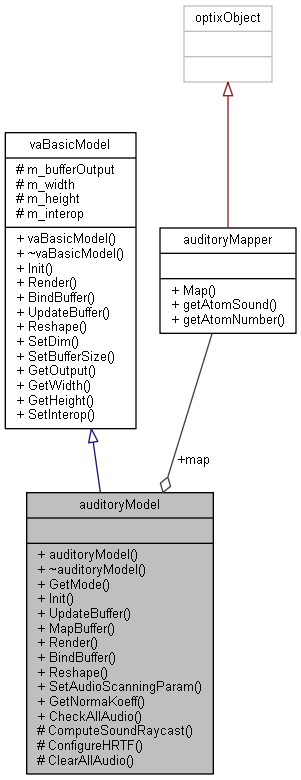 optixObject
vaBasicModel
# m_bufferOutput
# m_width
# m_height
# m_interop
+ vaBasicModel()
+ ~vaBasicModel()
+ Init()
+ Render()
+ BindBuffer()
+ UpdateBuffer()
+ Reshape()
+ SetDim()
+ SetBufferSize()
+ GetOutput()
+ GetWidth()
+ GetHeight()
+ SetInterop()
auditoryMapper
+ Map()
+ getAtomSound()
+ getAtomNumber()
+map
auditoryModel
+ auditoryModel()
+ ~auditoryModel()
+ GetMode()
+ Init()
+ UpdateBuffer()
+ MapBuffer()
+ Render()
+ BindBuffer()
+ Reshape()
+ SetAudioScanningParam()
+ GetNormaKoeff()
+ CheckAllAudio()
# ComputeSoundRaycast()
# ConfigureHRTF()
# ClearAllAudio()